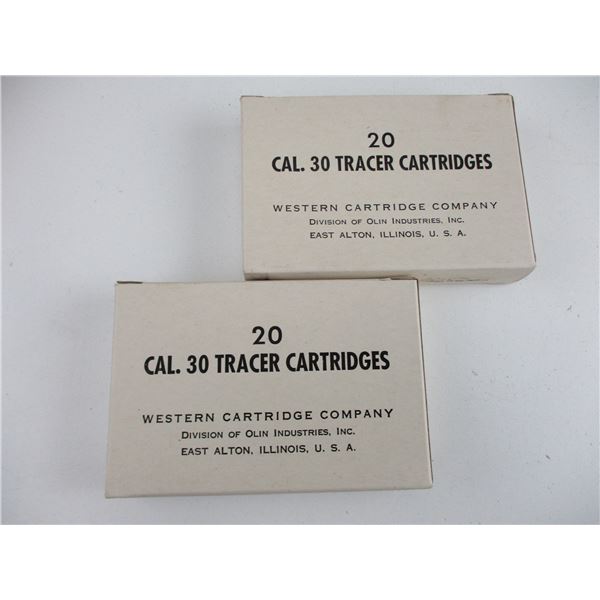 20
CAL. 30 TRACER CARTRIDGES
WESTERN CARTRIDGE COMPANY
DIVISION OF OLIN INDUSTRIES, INC.
EAST ALTON, ILLINOIS, U. S. A.
20
CAL. 30 TRACER CARTRIDGES
WESTERN CARTRIDGE COMPANY
DIVISION OF OLIN INDUSTRIES, INC.
EAST ALTON, ILLINOIS, U. S. A.